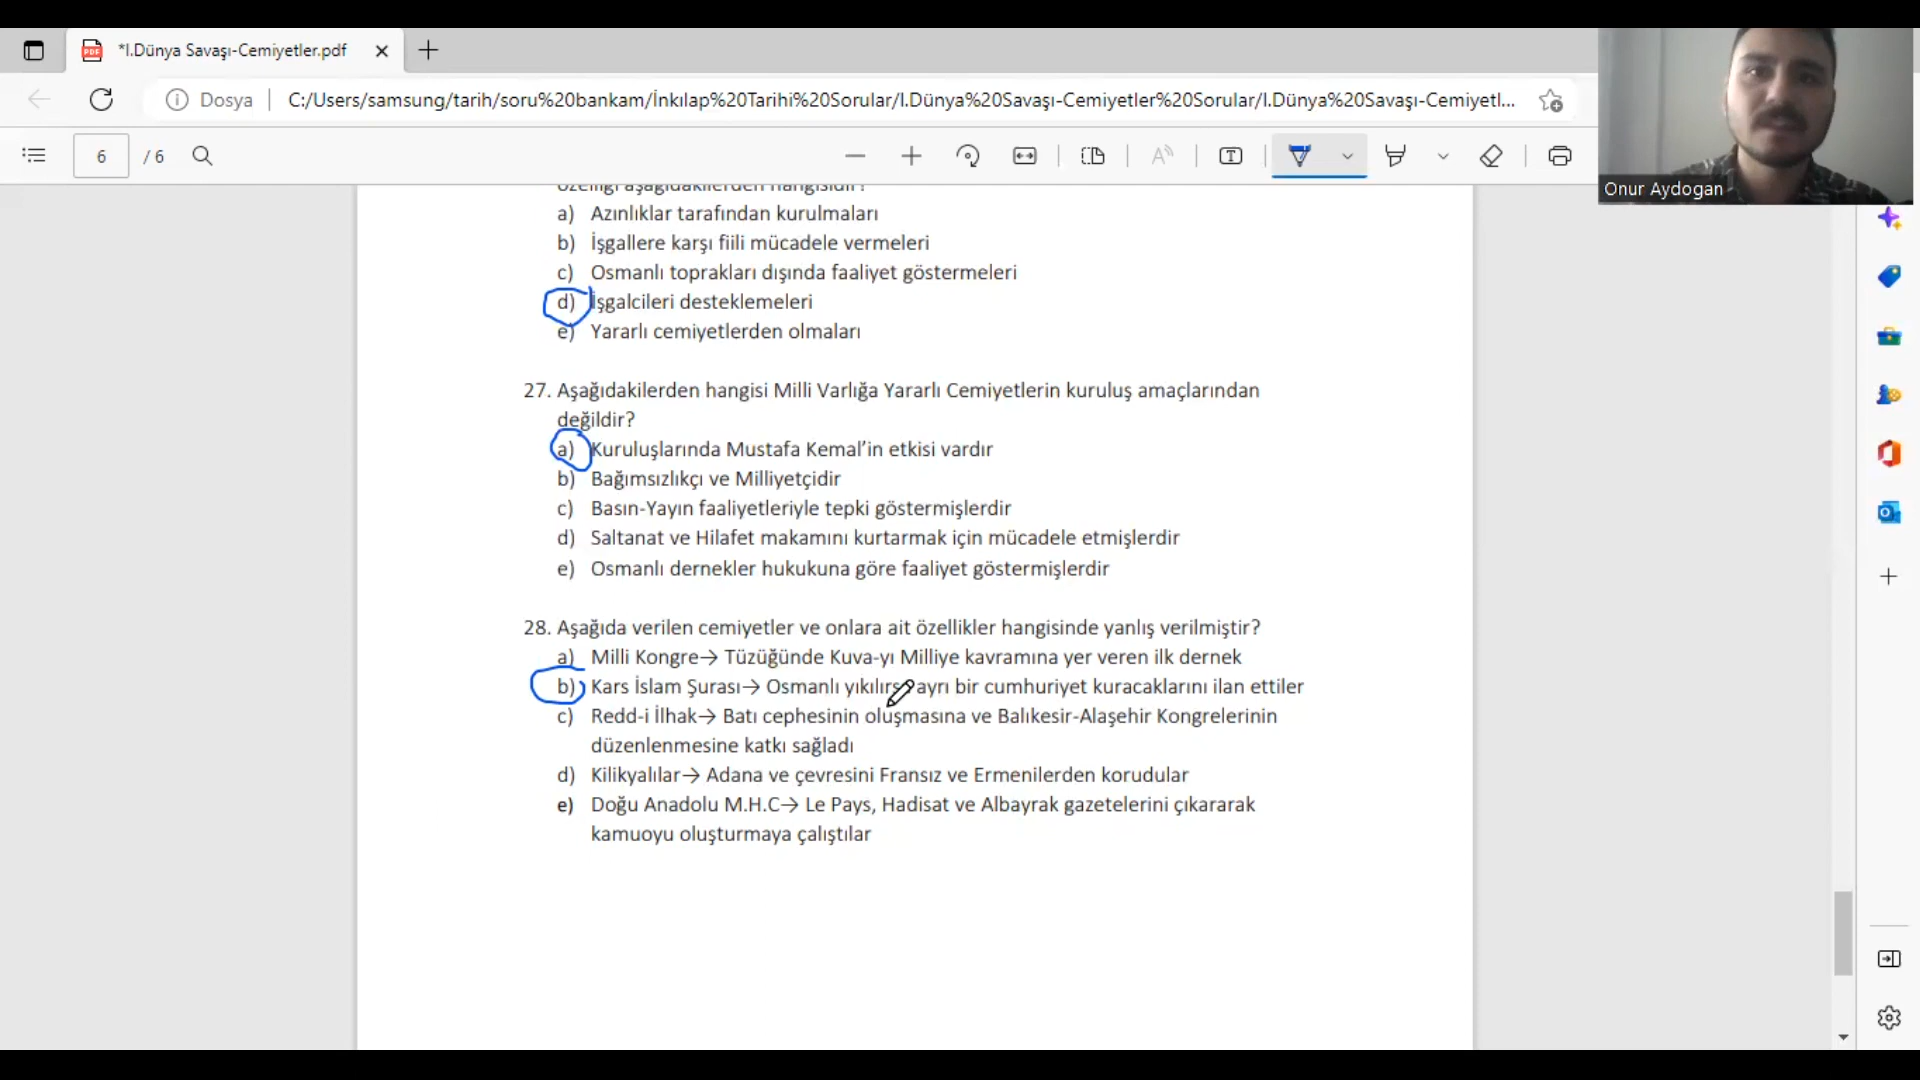 *I.Dünya Savaşı-Cemiyetler.pdf
Dosya
C:/Users/samsung/tarih/soru%20bankam/İnkılap%20Tarihi%20Sorular/I.Dünya%20Savaşı-Cemiyetler%20Sorular/I.Dünya%20Savaşı-Cemiyetl...
6 / 6
Onur Aydogan
özelliği aşağıdakilerden hangisidir?
a) Azınlıklar tarafından kurulmaları
b) İşgallere karşı fiili mücadele vermeleri
c) Osmanlı toprakları dışında faaliyet göstermeleri
d) İşgalcileri desteklemeleri
e) Yararlı cemiyetlerden olmaları
27. Aşağıdakilerden hangisi Milli Varlığa Yararlı Cemiyetlerin kuruluş amaçlarından
değildir?
a) Kuruluşlarında Mustafa Kemal’in etkisi vardır
b) Bağımsızlıkçı ve Milliyetçidir
c) Basın-Yayın faaliyetleriyle tepki göstermişlerdir
d) Saltanat ve Hilafet makamını kurtarmak için mücadele etmişlerdir
e) Osmanlı dernekler hukukuna göre faaliyet göstermişlerdir
28. Aşağıda verilen cemiyetler ve onlara ait özellikler hangisinde yanlış verilmiştir?
a) Milli Kongre→ Tüzüğünde Kuva-yı Milliye kavramına yer veren ilk dernek
b) Kars İslam Şurası→ Osmanlı yıkılırsa ayrı bir cumhuriyet kuracaklarını ilan ettiler
c) Redd-i İlhak→ Batı cephesinin oluşmasına ve Balıkesir-Alaşehir Kongrelerinin
düzenlenmesine katkı sağladı
d) Kilikyalılar→ Adana ve çevresini Fransız ve Ermenilerden korudular
e) Doğu Anadolu M.H.C→ Le Pays, Hadisat ve Albayrak gazetelerini çıkararak
kamuoyu oluşturmaya çalıştılar